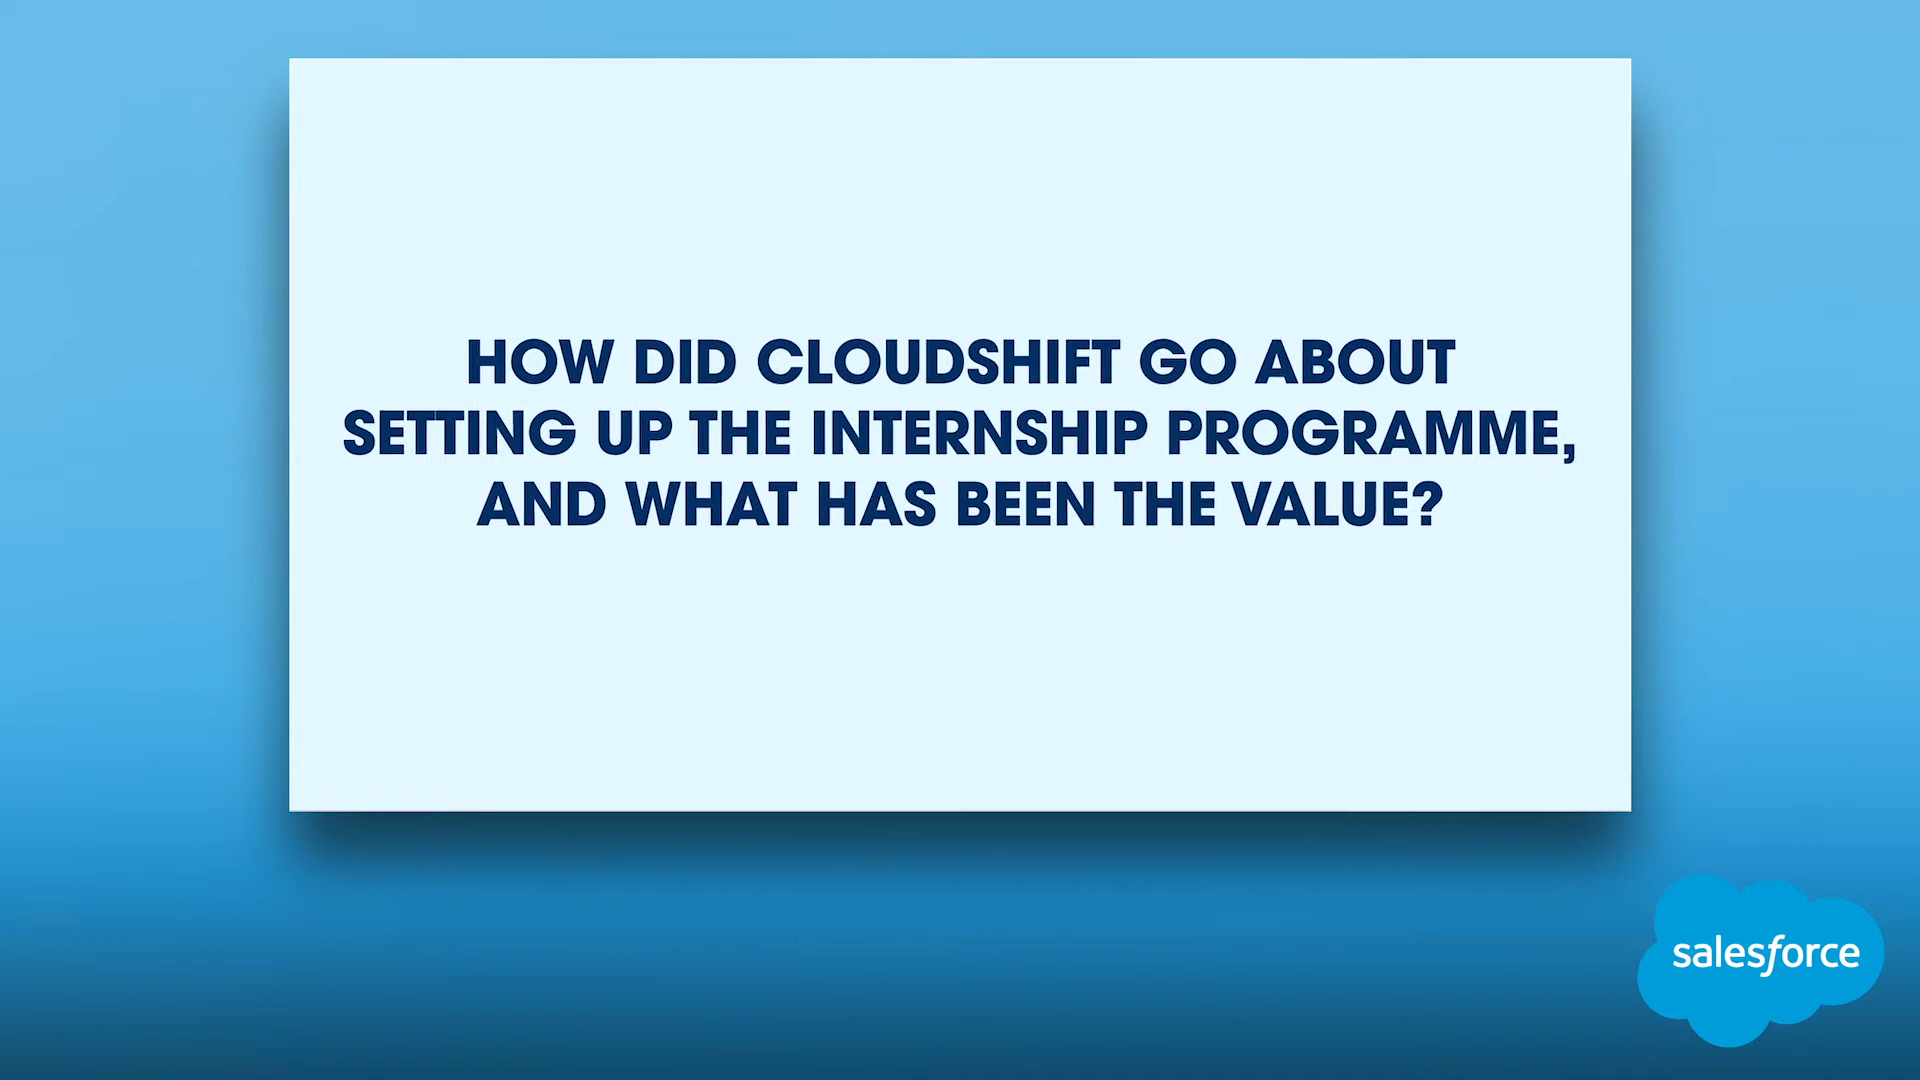 HOW DID CLOUDSHIFT GO ABOUT
SETTING UP THE INTERNSHIP PROGRAMME,
AND WHAT HAS BEEN THE VALUE?
salesforce